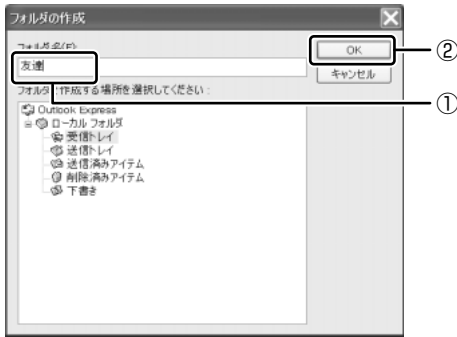 フォルダの作成
フォルダ名(F):
OK
②
友達
キャンセル
フォルダを作成する場所を選択してください:
①
Outlook Express
ローカル フォルダ
受信トレイ
送信トレイ
送信済みアイテム
削除済みアイテム
下書き